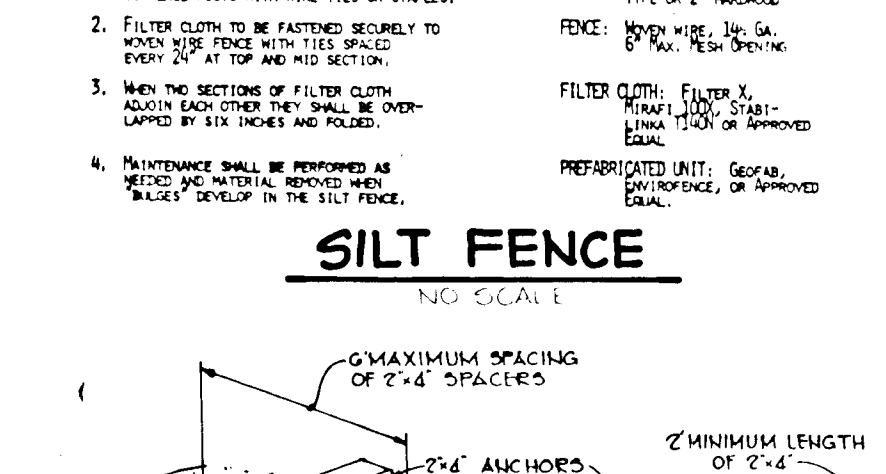 2. FILTER CLOTH TO BE FASTENED SECURELY TO
WOVEN WIRE FENCE WITH TIES SPACED
EVERY 24" AT TOP AND MID SECTION.
3. WHEN TWO SECTIONS OF FILTER CLOTH
ADJOIN EACH OTHER THEY SHALL BE OVER-
LAPPED BY SIX INCHES AND FOLDED.
4. MAINTENANCE SHALL BE PERFORMED AS
NEEDED AND MATERIAL REMOVED WHEN
"BULGES" DEVELOP IN THE SILT FENCE.
FENCE: WOVEN WIRE, 14½ GA.
6" MAX. MESH OPENING
FILTER CLOTH: FILTER X,
MIRAFI 100X, STABI-
LINKA T140N OR APPROVED
EQUAL
PREFABRICATED UNIT: GEOFAB,
ENVIROFENCE, OR APPROVED
EQUAL.
SILT FENCE
NO SCALE
6' MAXIMUM SPACING
OF 2"x4" SPACERS
2"x4" ANCHORS
2' MINIMUM LENGTH
OF 2"x4"